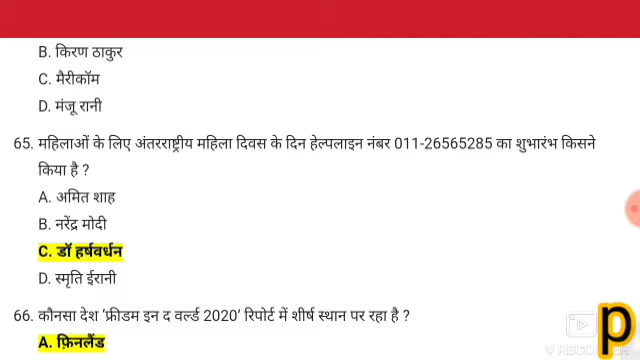 B. किरण ठाकुर
C. मैरीकॉम
D. मंजू रानी
65. महिलाओं के लिए अंतरराष्ट्रीय महिला दिवस के दिन हेल्पलाइन नंबर 011-26565285 का शुभारंभ किसने
किया है ?
A. अमित शाह
B. नरेंद्र मोदी
C. डॉ हर्षवर्धन
D. स्मृति ईरानी
66. कौनसा देश ‘फ्रीडम इन द वर्ल्ड 2020’ रिपोर्ट में शीर्ष स्थान पर रहा है ?
A. फ़िनलैंड
p